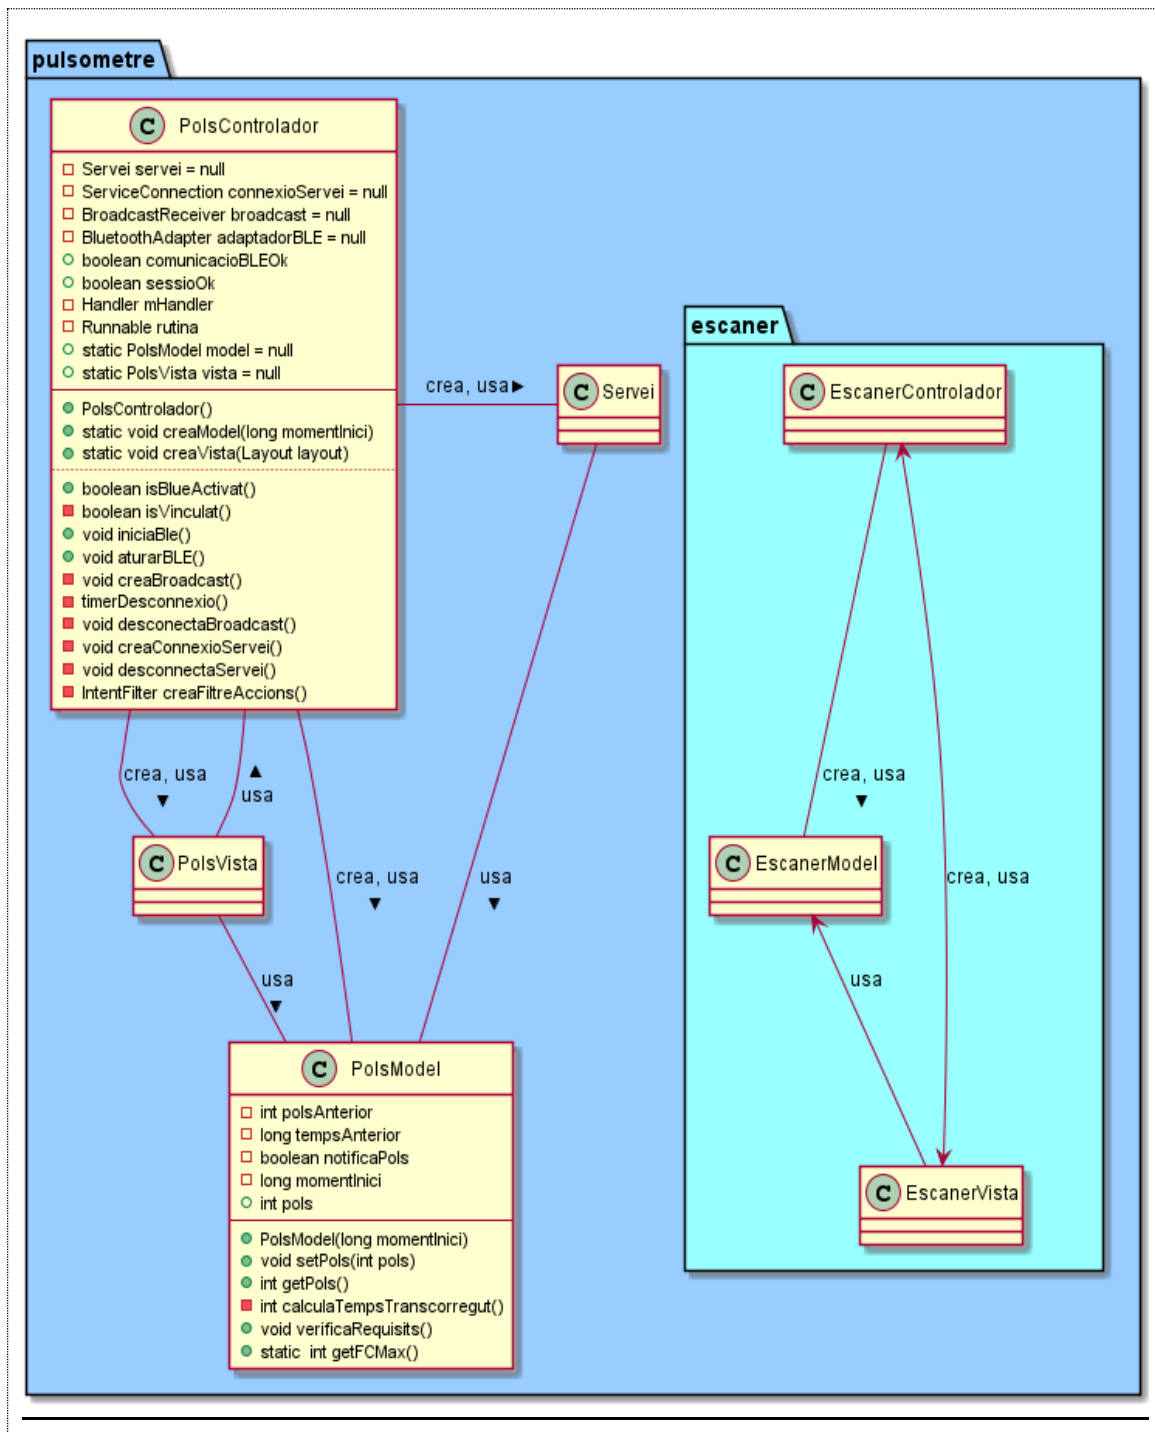 pulsometre
C PolsControlador
Servei servei = null
ServiceConnection connexioServei = null
BroadcastReceiver broadcast = null
BluetoothAdapter adaptadorBLE = null
boolean comunicacioBLEOk
boolean sessioOk
Handler mHandler
Runnable rutina
static PolsModel model = null
static PolsVista vista = null
PolsControlador()
static void creaModel(long momentInici)
static void creaVista(Layout layout)
boolean isBlueActivat()
boolean isVinculat()
void iniciaBle()
void aturarBLE()
void creaBroadcast()
timerDesconnexio()
void desconectaBroadcast()
void creaConnexioServei()
void desconnectaServei()
IntentFilter creaFiltreAccions()
crea, usa
C Servei
escaner
C EscanerControlador
crea, usa
usa
crea, usa
usa
crea, usa
crea, usa
C PolsVista
C EscanerModel
usa
usa
C PolsModel
int polsAnterior
long tempsAnterior
boolean notificaPols
long momentInici
int pols
PolsModel(long momentInici)
void setPols(int pols)
int getPols()
int calculaTempsTranscorregut()
void verificaRequisits()
static  int getFCMax()
C EscanerVista